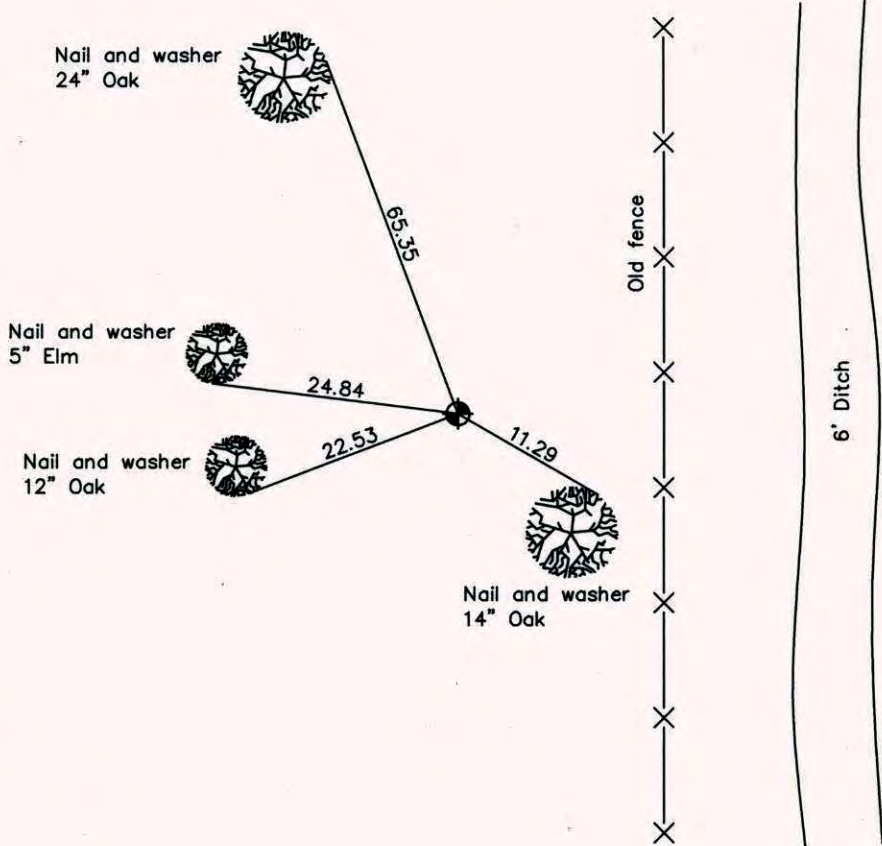 Nail and washer
24" Oak
65.35
Old fence
Nail and washer
5" Elm
24.84
6' Ditch
22.53
11.29
Nail and washer
12" Oak
Nail and washer
14" Oak